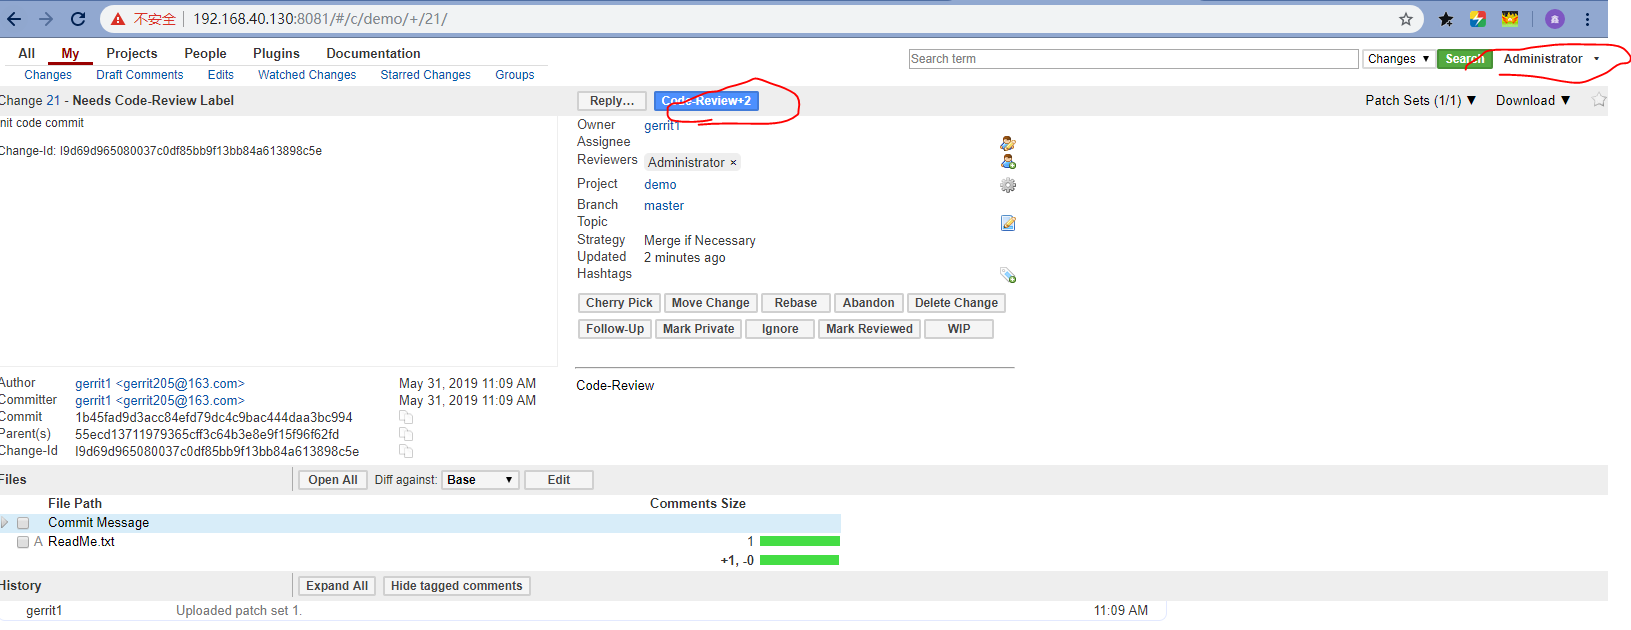 不安全 192.168.40.130:8081/#/c/demo/+/21/
All My Projects People Plugins Documentation
Search term Changes ▼ Search Administrator
Changes Draft Comments Edits Watched Changes Starred Changes Groups
Change 21 - Needs Code-Review Label Reply... Code-Review+2 Patch Sets (1/1) ▼ Download ▼
nit code commit
Change-Id: I9d69d965080037c0df85bb9f13bb84a613898c5e
Owner gerrit1
Assignee
Reviewers Administrator ×
Project demo
Branch master
Topic
Strategy Merge if Necessary
Updated 2 minutes ago
Hashtags
Cherry Pick Move Change Rebase Abandon Delete Change
Follow-Up Mark Private Ignore Mark Reviewed WIP
Code-Review
Author gerrit1 <gerrit205@163.com> May 31, 2019 11:09 AM
Committer gerrit1 <gerrit205@163.com> May 31, 2019 11:09 AM
Commit 1b45fad9d3acc84efd79dc4c9bac444daa3bc994
Parent(s) 55ecd13711979365cff3c64b3e8e9f15f96f62fd
Change-Id I9d69d965080037c0df85bb9f13bb84a613898c5e
Files Open All Diff against: Base ▼ Edit
File Path Comments Size
Commit Message
A ReadMe.txt 1
+1, -0
History Expand All Hide tagged comments
gerrit1 Uploaded patch set 1. 11:09 AM